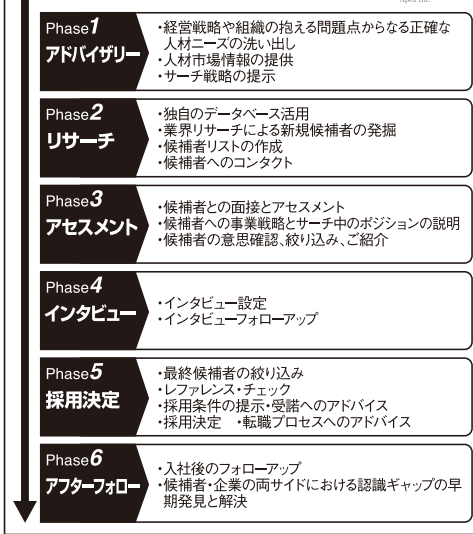 Apex Inc.
Phase1
アドバイザリー
・経営戦略や組織の抱える問題点からなる正確な
人材ニーズの洗い出し
・人材市場情報の提供
・サーチ戦略の提示
Phase2
リサーチ
・独自のデータベース活用
・業界リサーチによる新規候補者の発掘
・候補者リストの作成
・候補者へのコンタクト
Phase3
アセスメント
・候補者との面接とアセスメント
・候補者への事業戦略とサーチ中のポジションの説明
・候補者の意思確認、絞り込み、ご紹介
Phase4
インタビュー
・インタビュー設定
・インタビューフォローアップ
Phase5
採用決定
・最終候補者の絞り込み
・レファレンス・チェック
・採用条件の提示・受諾へのアドバイス
・採用決定　・転職プロセスへのアドバイス
Phase6
アフターフォロー
・入社後のフォローアップ
・候補者・企業の両サイドにおける認識ギャップの早
期発見と解決